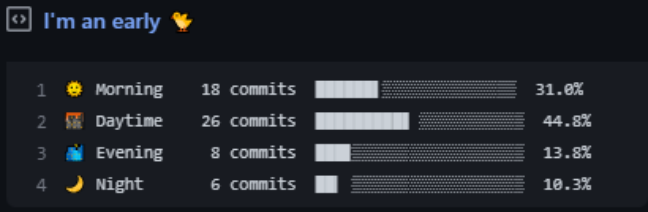 I'm an early 🐤
1 🌞 Morning 18 commits ██████░░░░░░░░░░░░░ 31.0%
2 🌆 Daytime 26 commits █████████░░░░░░░░░░ 44.8%
3 🌃 Evening 8 commits ███░░░░░░░░░░░░░░░░ 13.8%
4 🌙 Night 6 commits ██░░░░░░░░░░░░░░░░░ 10.3%